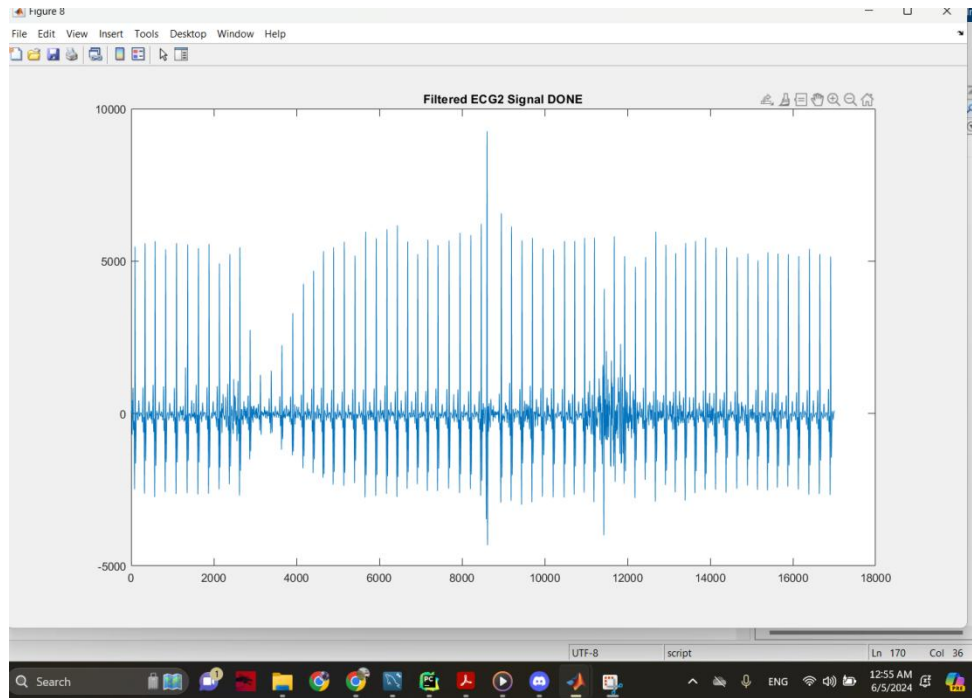 Figure 8
File Edit View Insert Tools Desktop Window Help
Filtered ECG2 Signal DONE
10000
5000
0
-5000
0 2000 4000 6000 8000 10000 12000 14000 16000 18000
UTF-8 script Ln 170 Col 36
Search
ENG
12:55 AM
6/5/2024